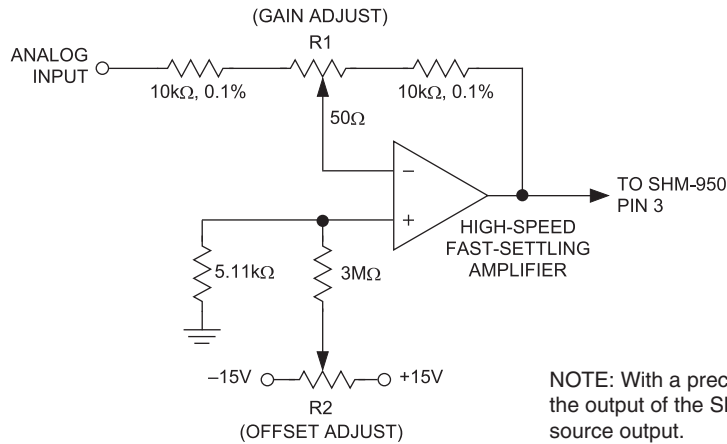 (GAIN ADJUST)
R1
ANALOG
INPUT
10kΩ, 0.1%
10kΩ, 0.1%
50Ω
−
+
TO SHM-950
PIN 3
HIGH-SPEED
FAST-SETTLING
AMPLIFIER
5.11kΩ
3MΩ
–15V
+15V
R2
(OFFSET ADJUST)
NOTE: With a prec
the output of the S
source output.